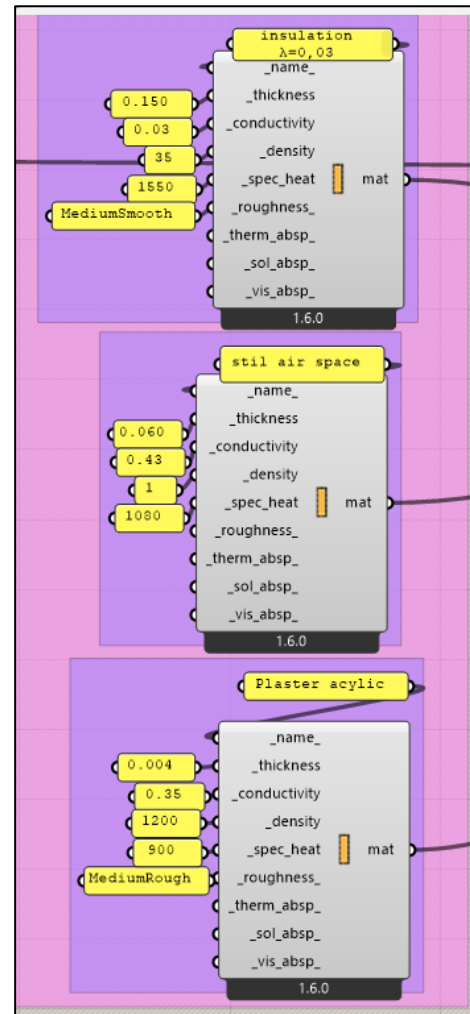 insulation
λ=0,03
_name_
0.150
_thickness
0.03
_conductivity
35
_density
1550
_spec_heat
mat
MediumSmooth
_roughness_
_therm_absp_
_sol_absp_
_vis_absp_
1.6.0
stil air space
_name_
_thickness
0.060
_conductivity
0.43
_density
1
_spec_heat
mat
1080
_roughness_
_therm_absp_
_sol_absp_
_vis_absp_
1.6.0
Plaster acylic
_name_
0.004
_thickness
0.35
_conductivity
1200
_density
900
_spec_heat
mat
MediumRough
_roughness_
_therm_absp_
_sol_absp_
_vis_absp_
1.6.0